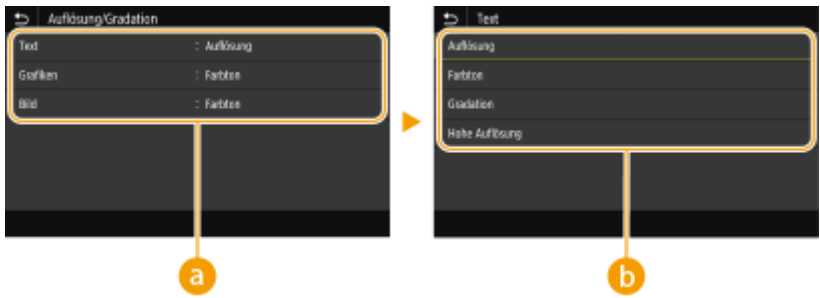 Auflösung/Gradation
Text : Auflösung
Grafiken : Farbton
Bild : Farbton
a
Text
Auflösung
Farbton
Gradation
Hohe Auflösung
b